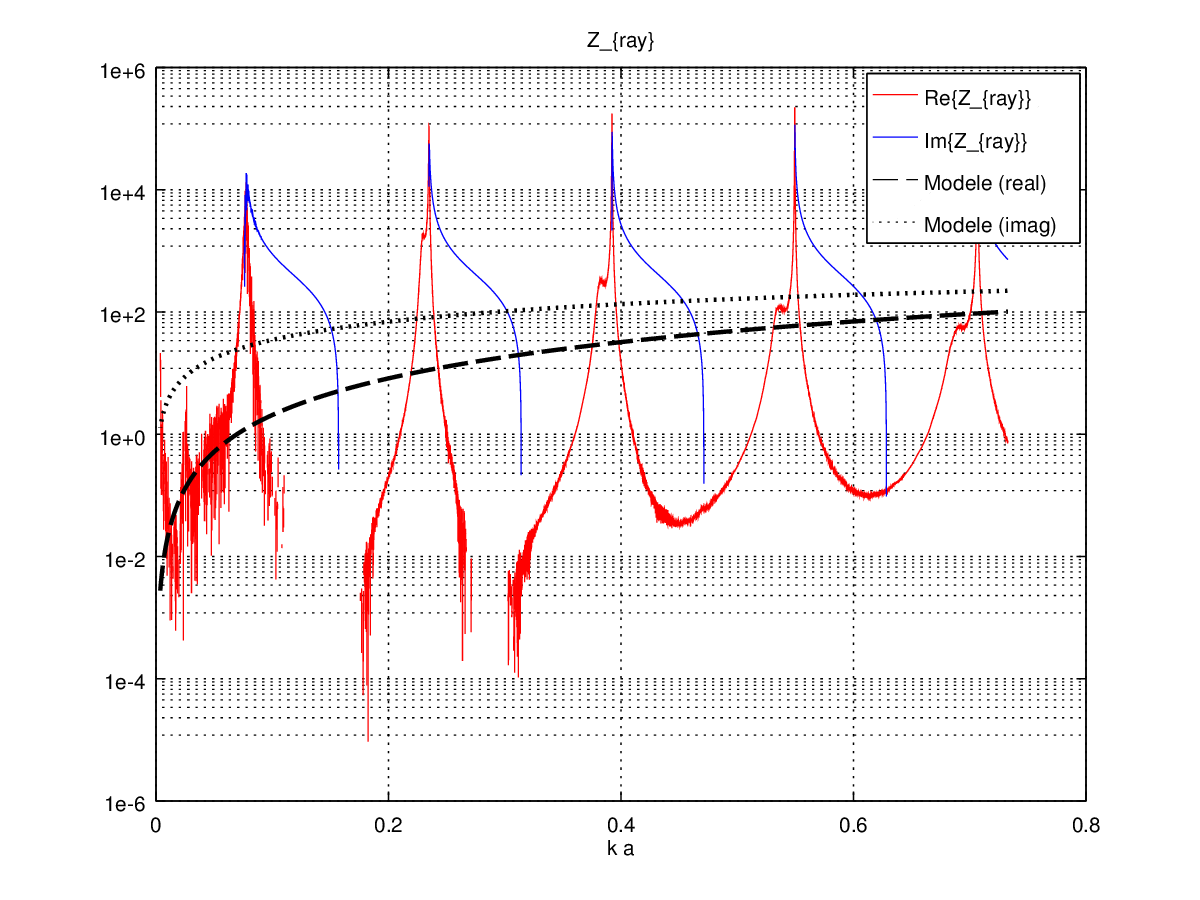 Z_{ray}
1e+6
1e+4
1e+2
1e+0
1e-2
1e-4
1e-6
0
0.2
0.4
0.6
0.8
k a
Re{Z_{ray}}
Im{Z_{ray}}
Modele (real)
Modele (imag)